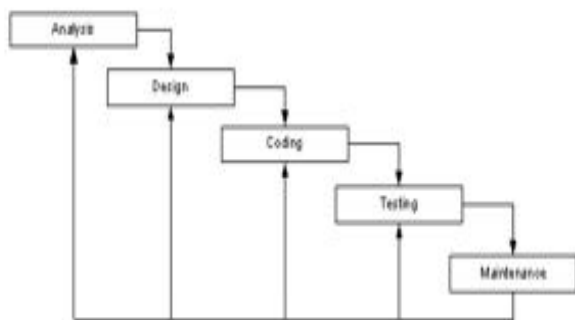 Analysis
Design
Coding
Testing
Maintenance